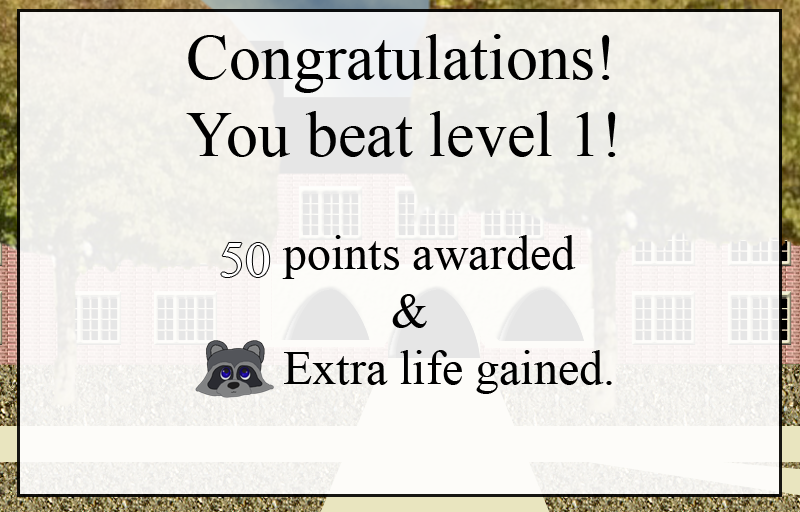 Congratulations!
You beat level 1!
50 points awarded
&
Extra life gained.